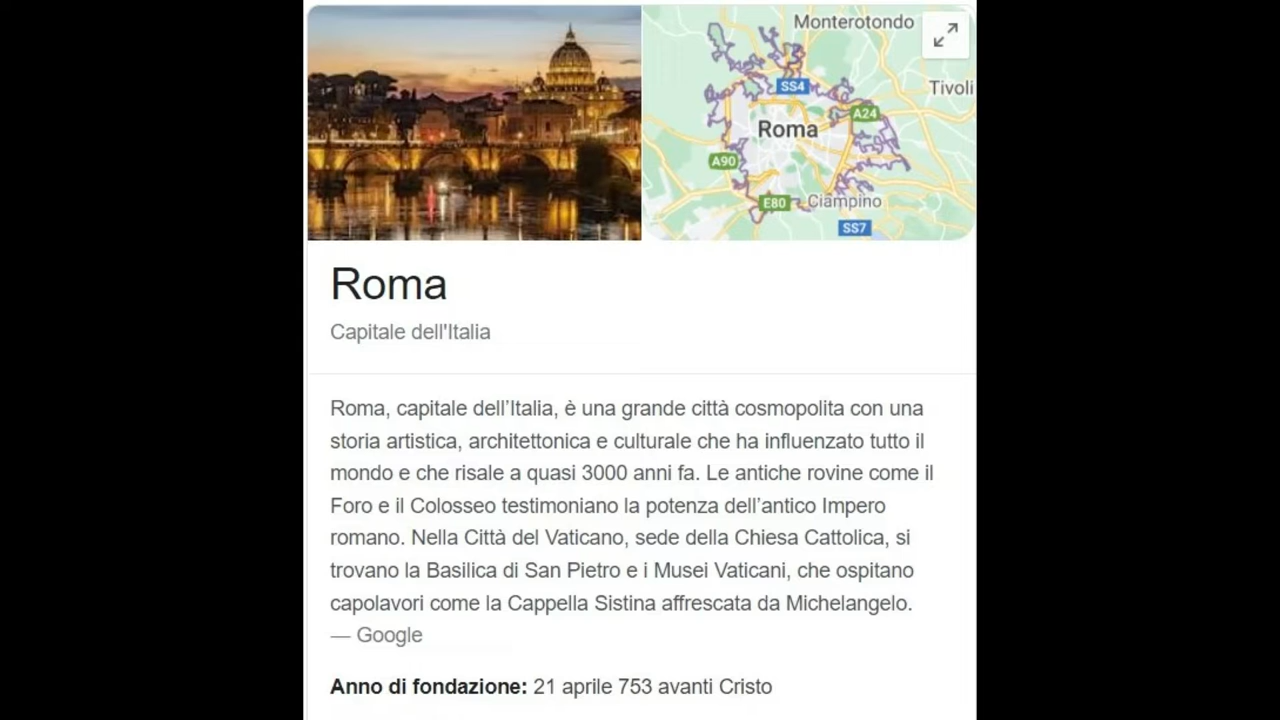 Monterotondo
SS4
Tivoli
A24
Roma
A90
E80
Ciampino
SS7
Roma
Capitale dell'Italia
Roma, capitale dell’Italia, è una grande città cosmopolita con una
storia artistica, architettonica e culturale che ha influenzato tutto il
mondo e che risale a quasi 3000 anni fa. Le antiche rovine come il
Foro e il Colosseo testimoniano la potenza dell’antico Impero
romano. Nella Città del Vaticano, sede della Chiesa Cattolica, si
trovano la Basilica di San Pietro e i Musei Vaticani, che ospitano
capolavori come la Cappella Sistina affrescata da Michelangelo.
— Google
Anno di fondazione: 21 aprile 753 avanti Cristo